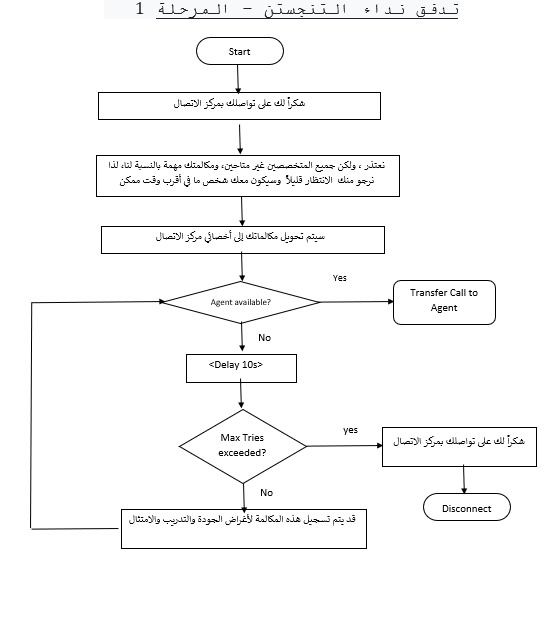 تدفق نداء التنجستن – المرحلة 1
Start
شكراً لك على تواصلك بمركز الاتصال
نعتذر ، ولكن جميع المتخصصين غير متاحين، ومكالمتك مهمة بالنسبة لنا، لذا
نرجو منك الانتظار قليلاً وسيكون معك شخص ما في أقرب وقت ممكن
سيتم تحويل مكالماتك إلى أخصائي مركز الاتصال
Agent available?
Yes
Transfer Call to
Agent
No
<Delay 10s>
Max Tries
exceeded?
yes
شكراً لك على تواصلك بمركز الاتصال
Disconnect
No
قد يتم تسجيل هذه المكالمة لأغراض الجودة والتدريب والامتثال